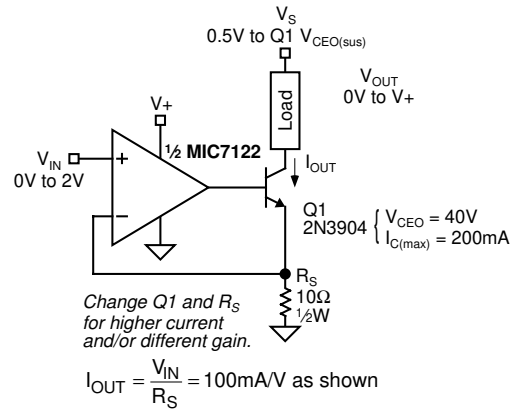 V_S
0.5V to Q1 V_CEO(sus)
V_OUT
0V to V+
Load
V+
½ MIC7122
V_IN
0V to 2V
+
−
I_OUT
Q1
2N3904 { V_CEO = 40V
I_C(max) = 200mA
R_S
10Ω
½W
Change Q1 and R_S
for higher current
and/or different gain.
I_OUT = V_IN / R_S = 100mA/V as shown